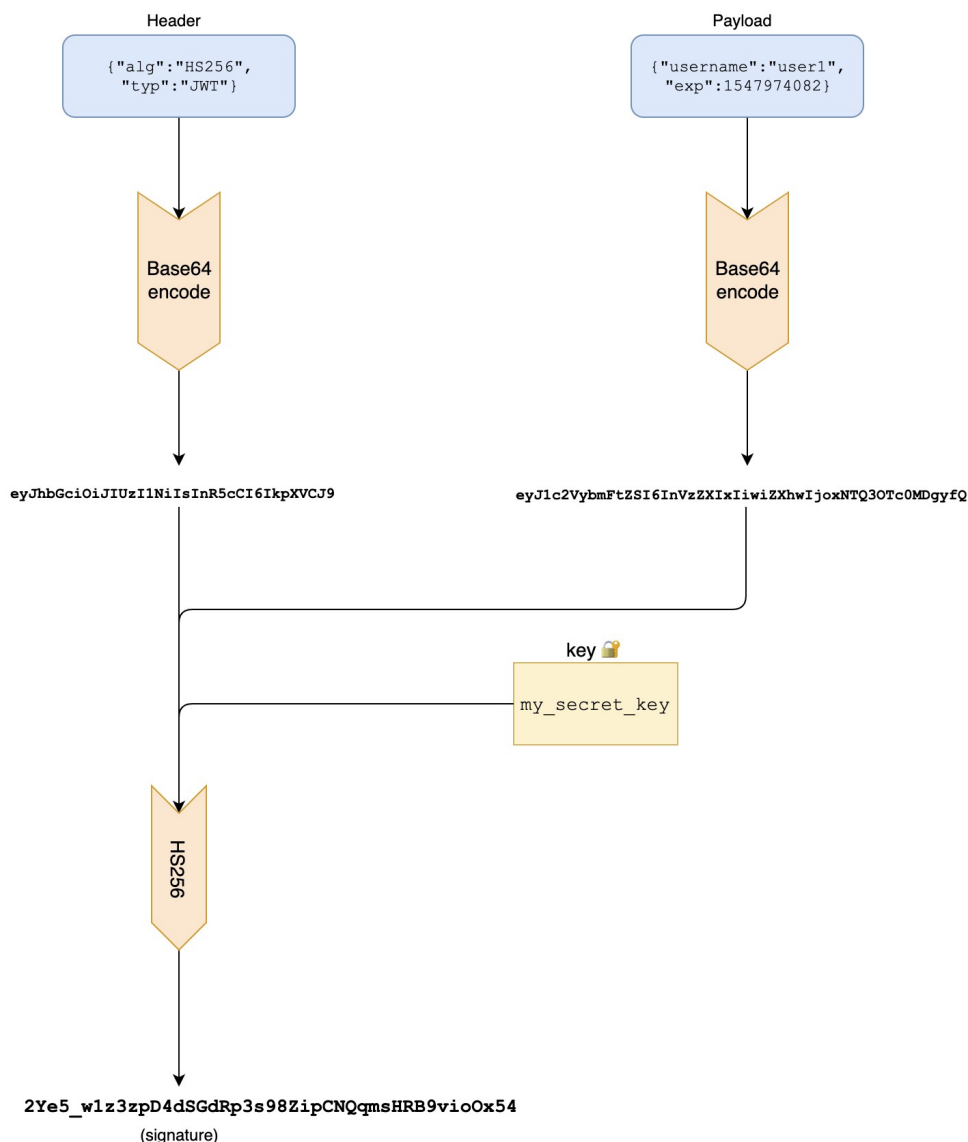 Header
Payload
{"alg":"HS256",
"typ":"JWT"}
{"username":"user1",
"exp":1547974082}
Base64
encode
Base64
encode
eyJhbGciOiJIUzI1NiIsInR5cCI6IkpXVCJ9
eyJ1c2VybmFtZSI6InVzZXIxIiwiZXhwIjoxNTQ3OTc0MDgyfQ
key 🔐
my_secret_key
HS256
2Ye5_w1z3zpD4dSGdRp3s98ZipCNQqmsHRB9vioOx54
(signature)